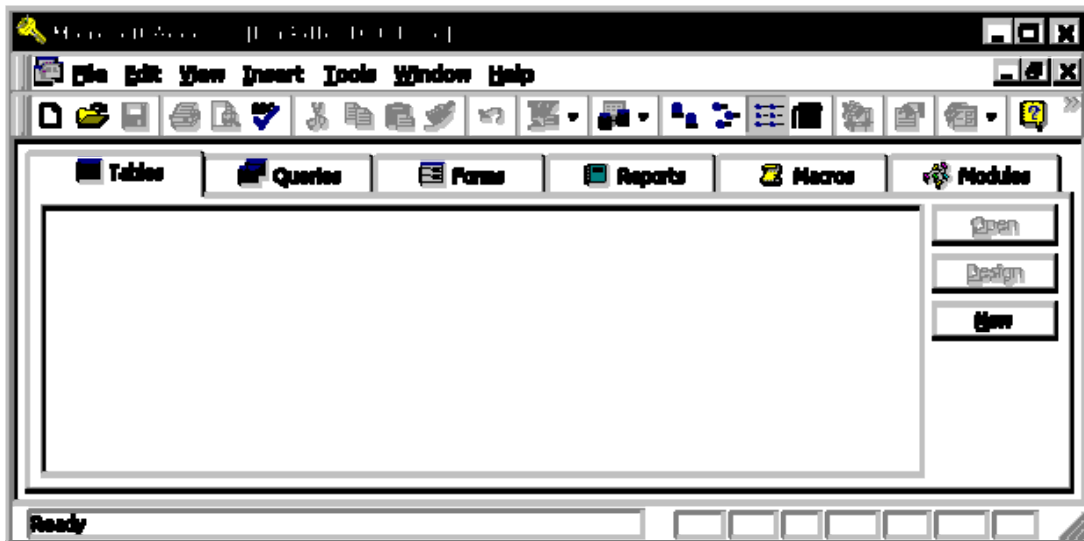 File Edit View Insert Tools Window Help
Tables Queries Forms Reports Macros Modules
Open
Design
New
Ready